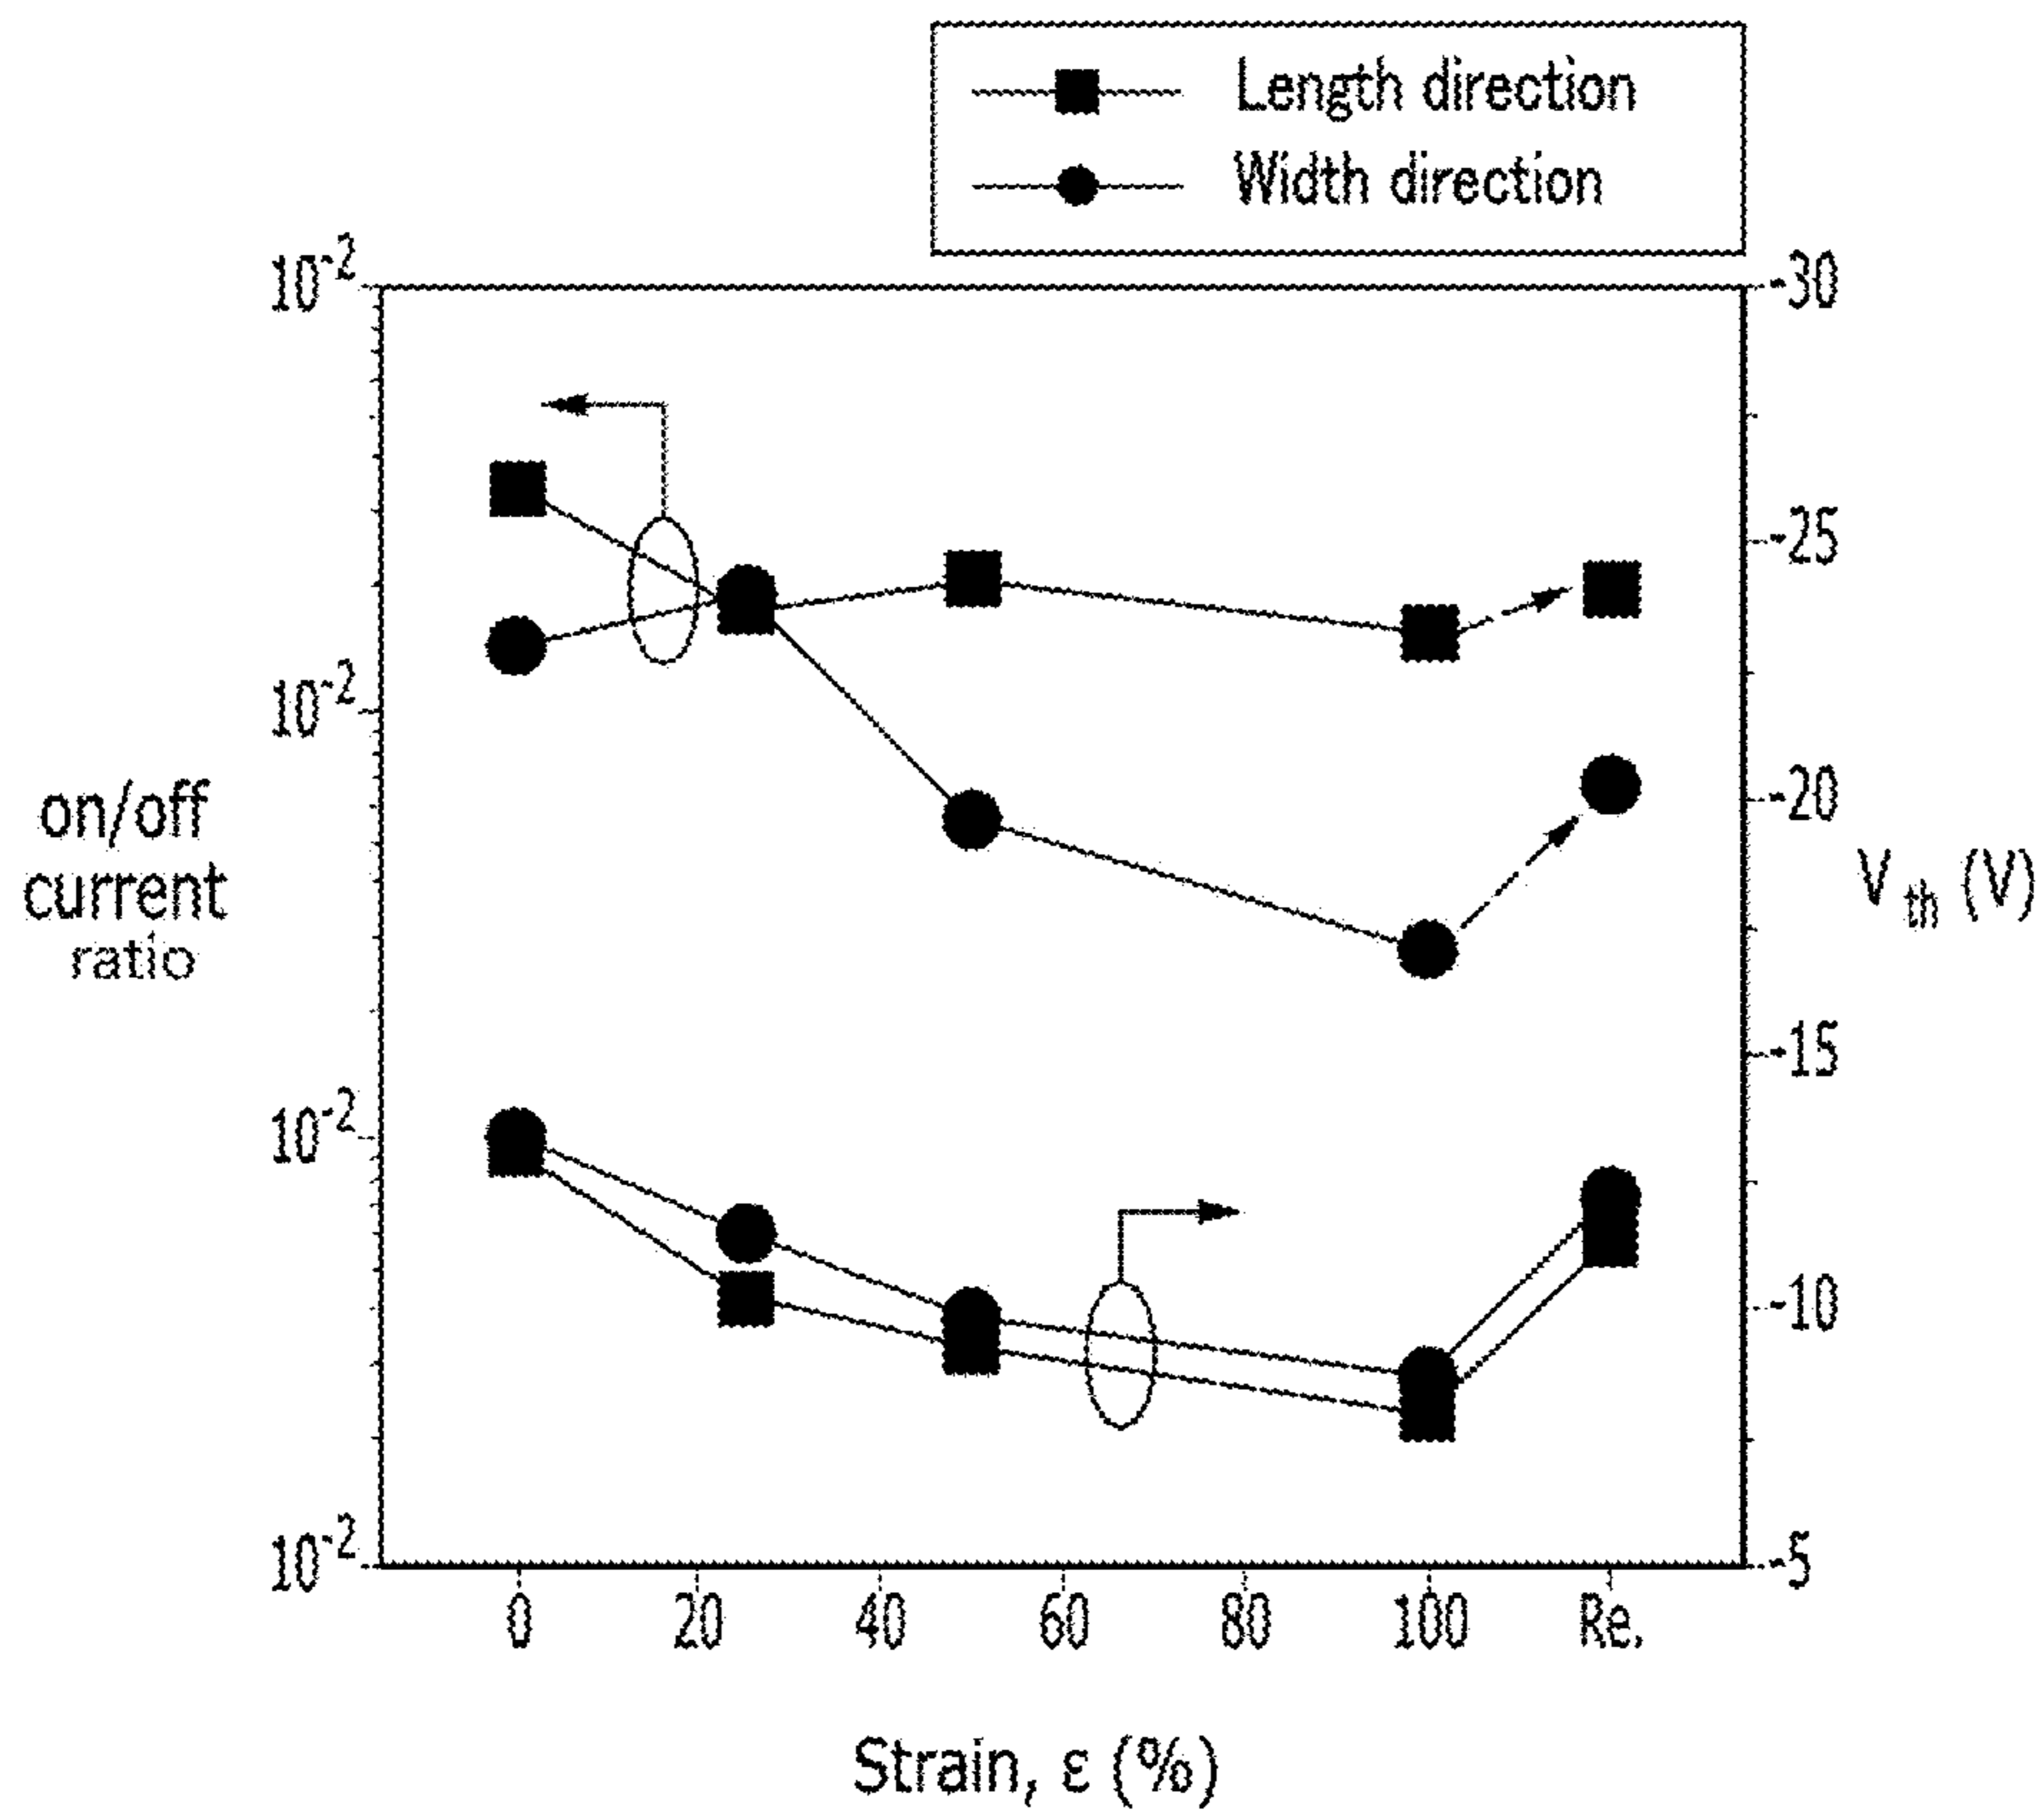 Length direction
Width direction
10-2
-30
-25
10-2
-20
on/off
current
ratio
Vth (V)
-15
10-2
-10
10-2
-5
0 20 40 60 80 100 Re.
Strain, ε (%)